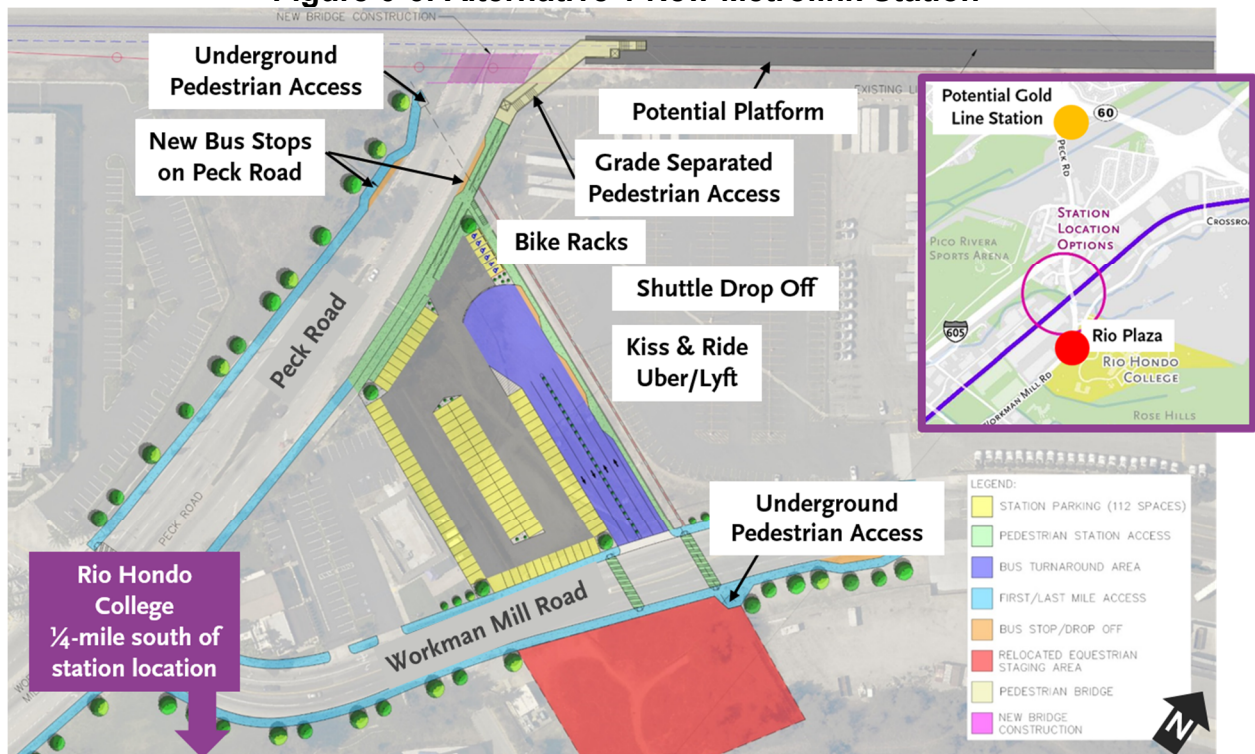 NEW BRIDGE CONSTRUCTION
Underground
Pedestrian Access
New Bus Stops
on Peck Road
Potential Platform
Grade Separated
Pedestrian Access
Bike Racks
Shuttle Drop Off
Kiss & Ride
Uber/Lyft
Peck Road
PECK ROAD
Underground
Pedestrian Access
Workman Mill Road
Rio Hondo
College
¼-mile south of
station location
Potential Gold
Line Station
60
PECK RD
STATION
LOCATION
OPTIONS
PICO RIVERA
SPORTS ARENA
605
Rio Plaza
RIO HONDO
COLLEGE
ROSE HILLS
LEGEND:
STATION PARKING (112 SPACES)
PEDESTRIAN STATION ACCESS
BUS TURNAROUND AREA
FIRST/LAST MILE ACCESS
BUS STOP/DROP OFF
RELOCATED EQUESTRIAN
STAGING AREA
PEDESTRIAN BRIDGE
NEW BRIDGE
CONSTRUCTION
N